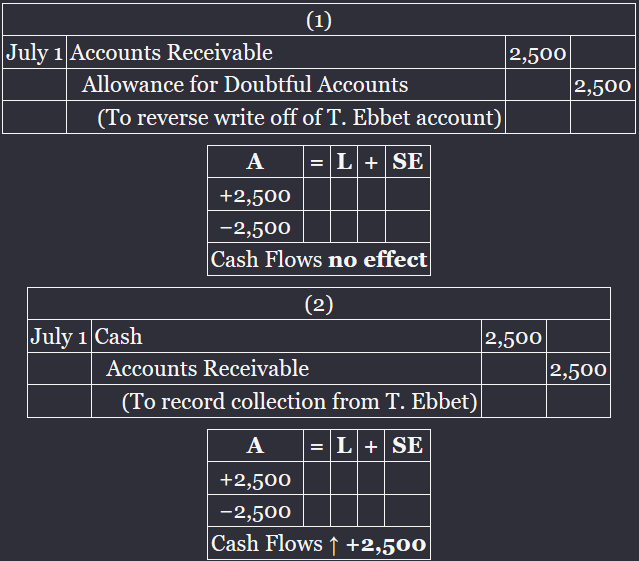 (1)
July 1 Accounts Receivable 2,500
Allowance for Doubtful Accounts 2,500
(To reverse write off of T. Ebbet account)
A = L + SE
+2,500
−2,500
Cash Flows no effect
(2)
July 1 Cash 2,500
Accounts Receivable 2,500
(To record collection from T. Ebbet)
A = L + SE
+2,500
−2,500
Cash Flows ↑ +2,500